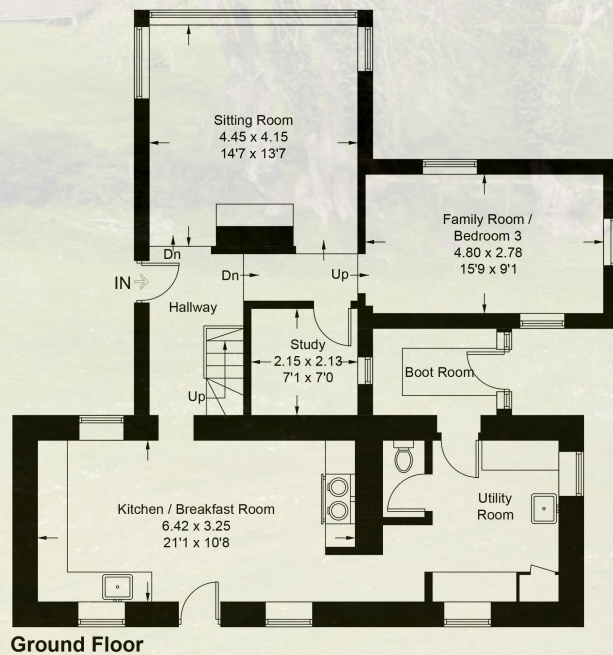 Sitting Room
4.45 x 4.15
14'7 x 13'7
Family Room /
Bedroom 3
4.80 x 2.78
15'9 x 9'1
Dn
Dn
Up
IN
Hallway
Study
2.15 x 2.13
7'1 x 7'0
Boot Room
Up
Kitchen / Breakfast Room
6.42 x 3.25
21'1 x 10'8
Utility
Room
Ground Floor